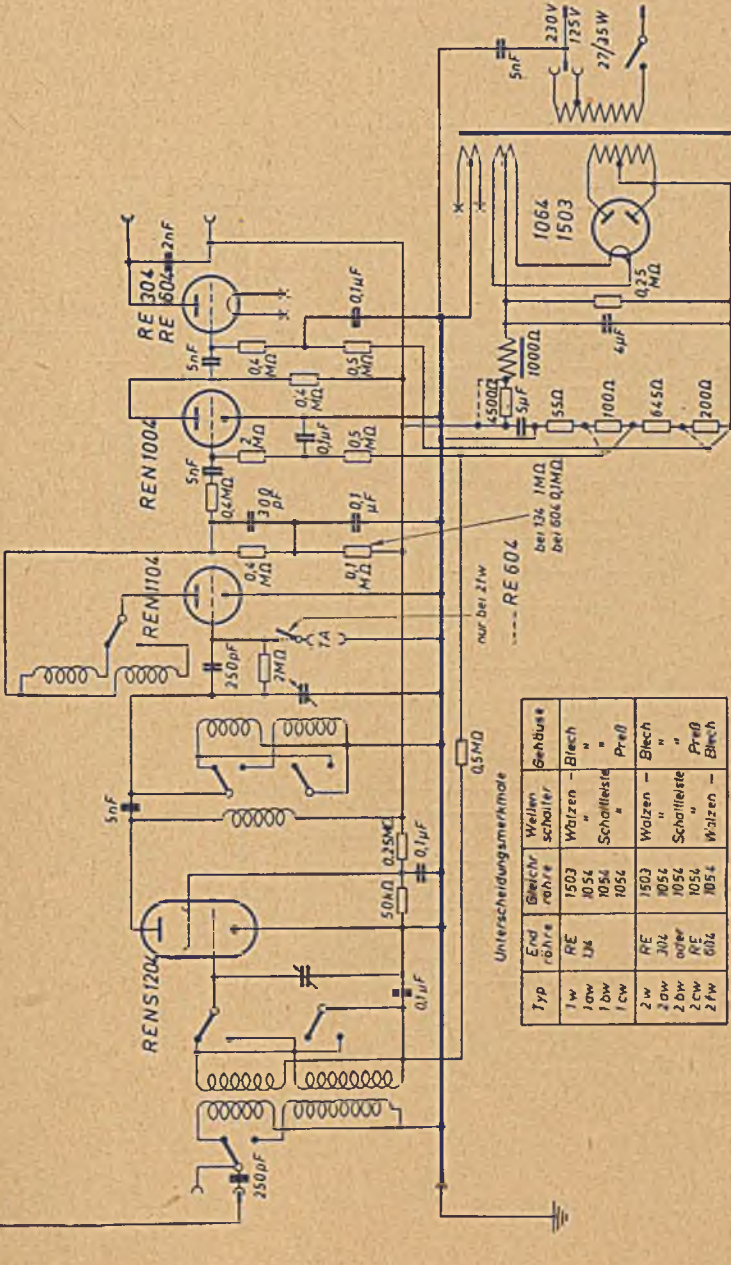 RENS1204
REN1104
REN1004
RE 304
RE 604
2nF
5nF
5nF
5nF
0,4MΩ
300 pF
250pF
2MΩ
TA
2 MΩ
0,4 MΩ
0,1 MΩ
0,1 µF
0,1µF
0,5 MΩ
0,4 MΩ
0,4 MΩ
0,5 MΩ
0,1µF
50kΩ
0,25MΩ
0,1µF
0,1µF
250pF
0,5MΩ
nur bei 2fw
---- RE 604
bei 134 1MΩ
bei 604 0,1MΩ
5nF
230V
125V
27/35W
1064
1503
0,25 MΩ
4µF
1000Ω
4500Ω
5µF
55Ω
100Ω
645Ω
200Ω
Unterscheidungsmerkmale
Typ End röhre Gleichr röhre Wellen schalter Gehäuse
1w RE 1503 Walzen – Blech
1aw 134 1054 " "
1bw 1054 Schaltleiste "
1cw 1054 " Preß
2w RE 1503 Walzen – Blech
2aw 304 1054 " "
2bw oder 1054 Schaltleiste "
2cw RE 1054 " Preß
2fw 604 1054 Walzen – Blech